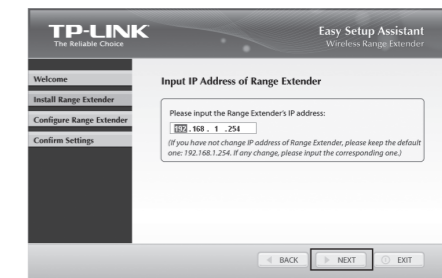 TP-LINK
The Reliable Choice
Easy Setup Assistant
Wireless Range Extender
Welcome
Install Range Extender
Configure Range Extender
Confirm Settings
Input IP Address of Range Extender
Please input the Range Extender's IP address:
192 . 168 . 1 . 254
(If you have not change IP address of Range Extender, please keep the default
one: 192.168.1.254. If any change, please input the corresponding one.)
BACK
NEXT
EXIT